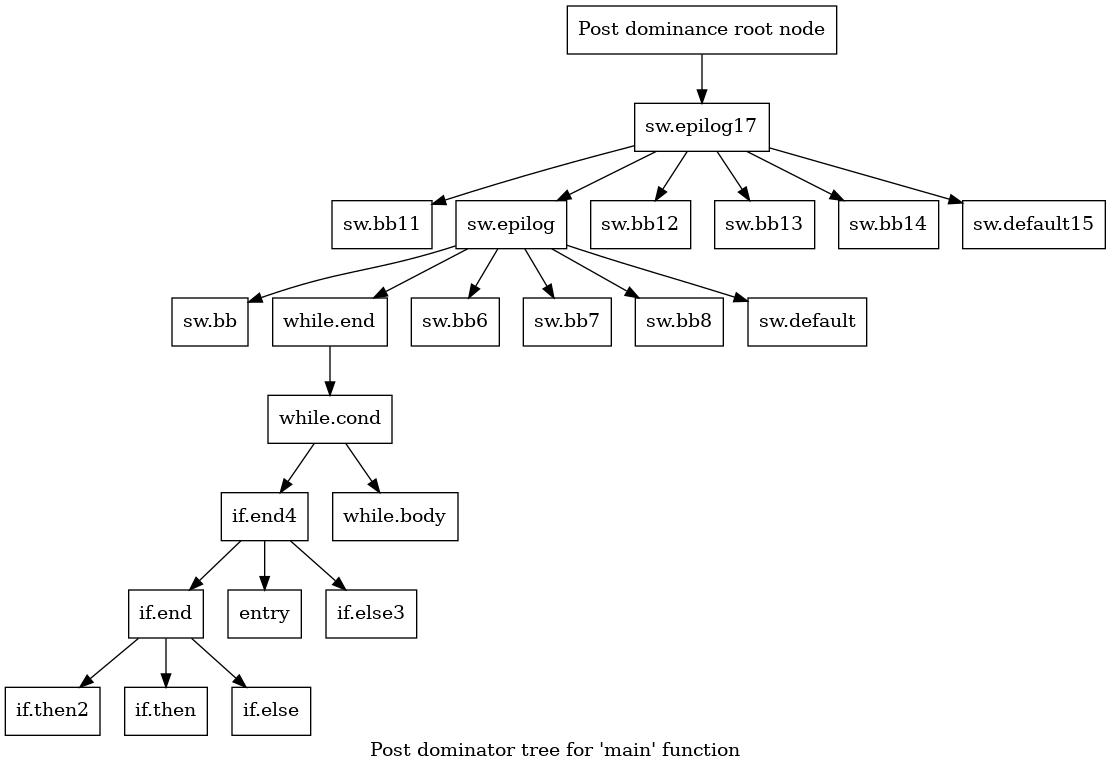 Post dominance root node
sw.epilog17
sw.bb11
sw.epilog
sw.bb12
sw.bb13
sw.bb14
sw.default15
sw.bb
while.end
sw.bb6
sw.bb7
sw.bb8
sw.default
while.cond
if.end4
while.body
if.end
entry
if.else3
if.then2
if.then
if.else
Post dominator tree for 'main' function